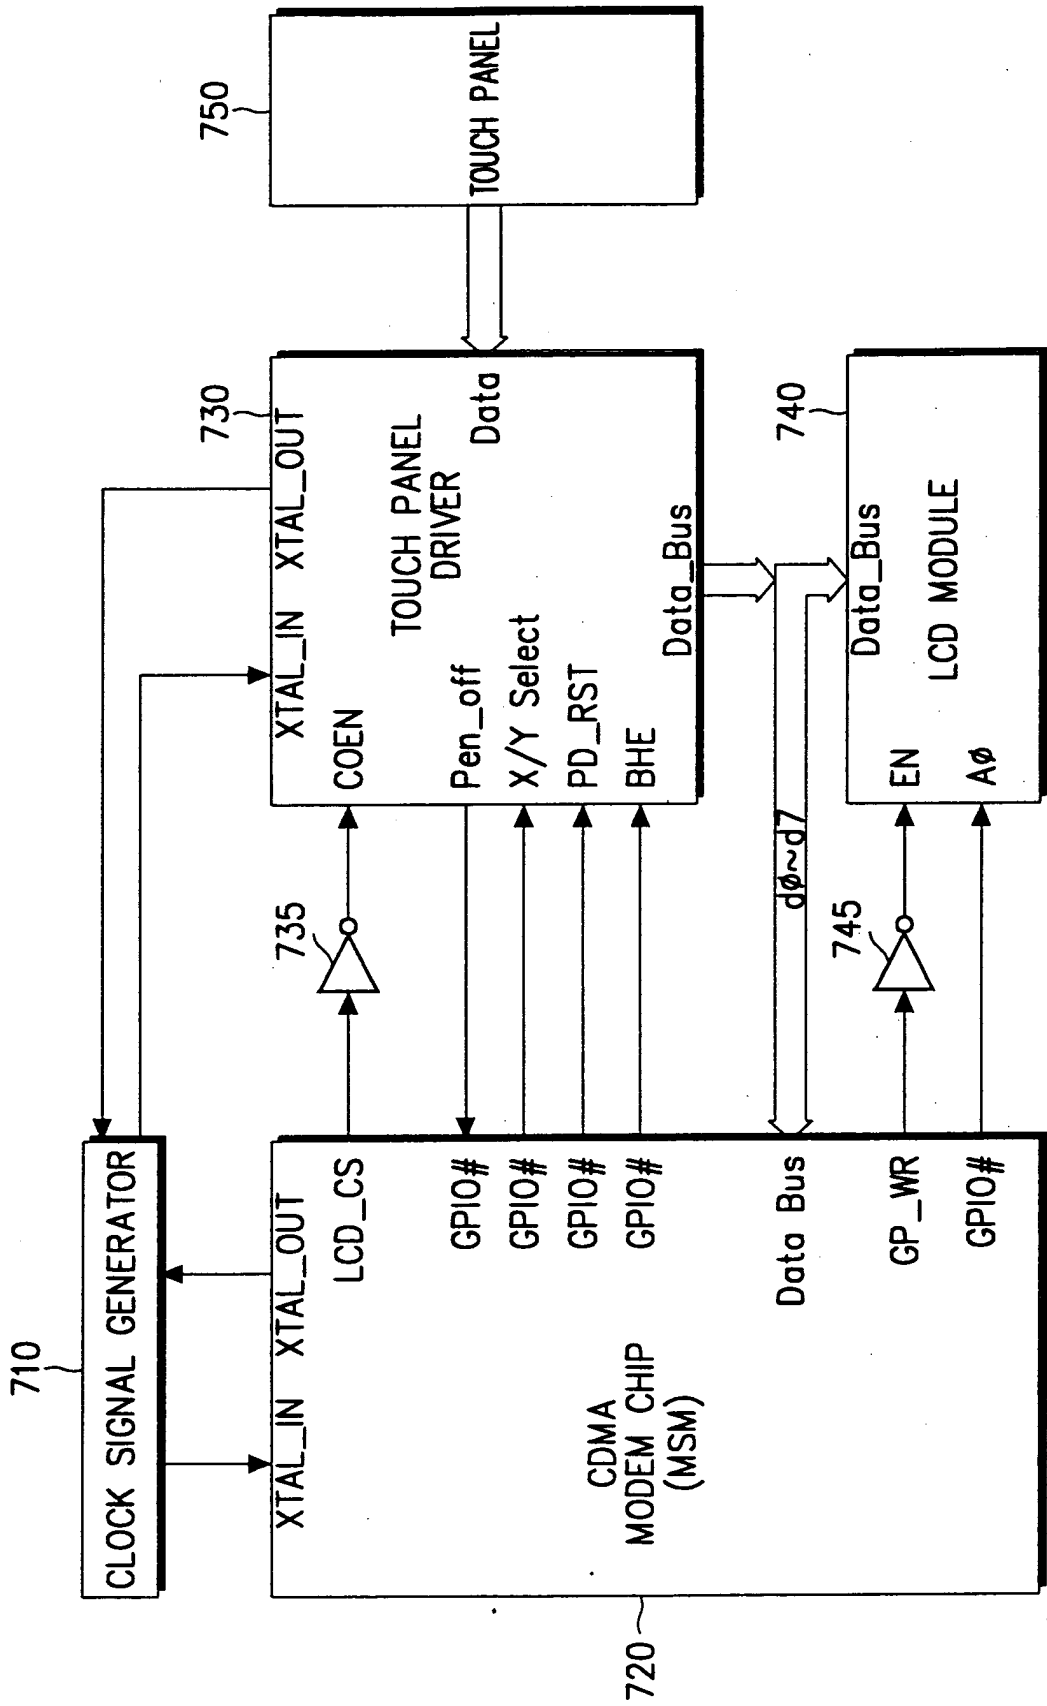 710
CLOCK SIGNAL GENERATOR
720
XTAL_IN XTAL_OUT
LCD_CS
GPIO#
GPIO#
GPIO#
GPIO#
CDMA
MODEM CHIP
(MSM)
Data Bus
GP_WR
GPIO#
735
745
dø~d7
730
XTAL_IN XTAL_OUT
COEN
TOUCH PANEL
DRIVER
Pen_off
Data
X/Y Select
PD_RST
BHE
Data_Bus
740
Data_Bus
EN
LCD MODULE
Aø
750
TOUCH PANEL